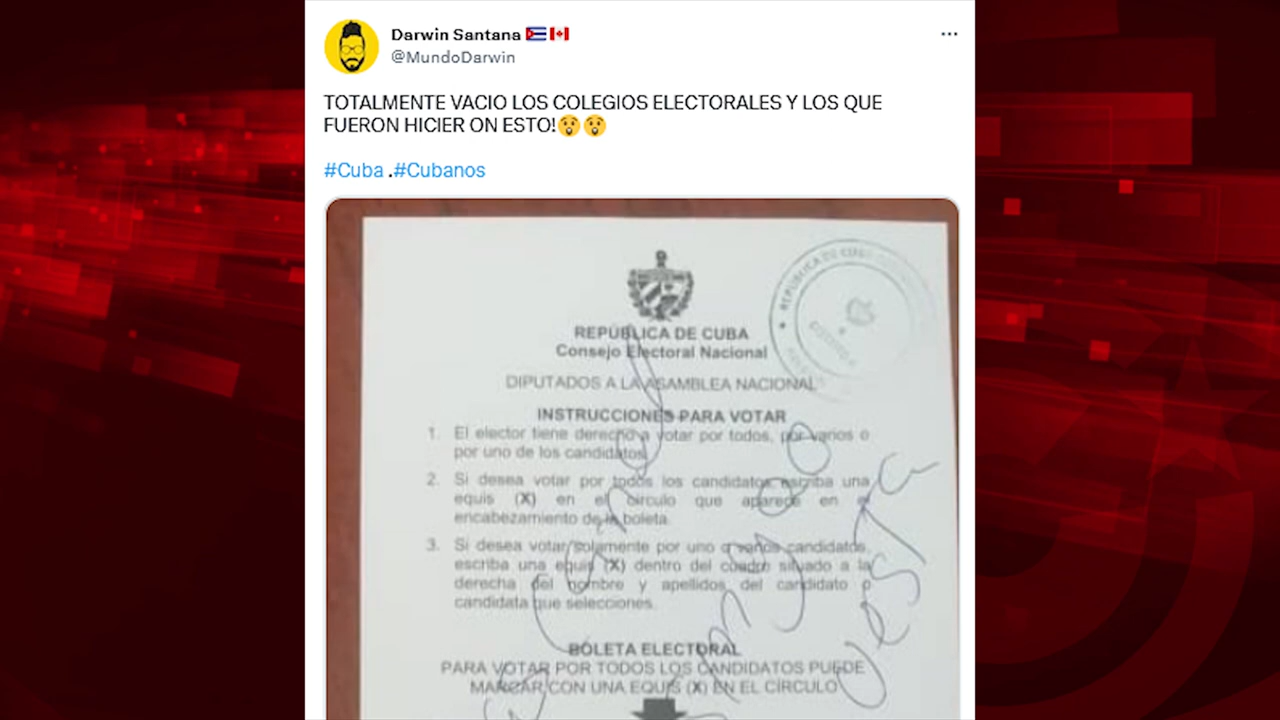 Darwin Santana
@MundoDarwin
TOTALMENTE VACIO LOS COLEGIOS ELECTORALES Y LOS QUE
FUERON HICIER ON ESTO!😲😲
#Cuba .#Cubanos
REPÚBLICA DE CUBA
REPÚBLICA DE CUBA
Consejo Electoral Nacional
DIPUTADOS A LA ASAMBLEA NACIONAL
INSTRUCCIONES PARA VOTAR
1. El elector tiene derecho a votar por todos, por varios o
por uno de los candidatos.
2. Si desea votar por todos los candidatos escriba una
equis (X) en el círculo que aparece en el
encabezamiento de la boleta.
3. Si desea votar solamente por uno o varios candidatos,
escriba una equis (X) dentro del cuadro situado a la
derecha del nombre y apellidos del candidato o
candidata que selecciones.
BOLETA ELECTORAL
PARA VOTAR POR TODOS LOS CANDIDATOS PUEDE
MARCAR CON UNA EQUIS (X) EN EL CÍRCULO